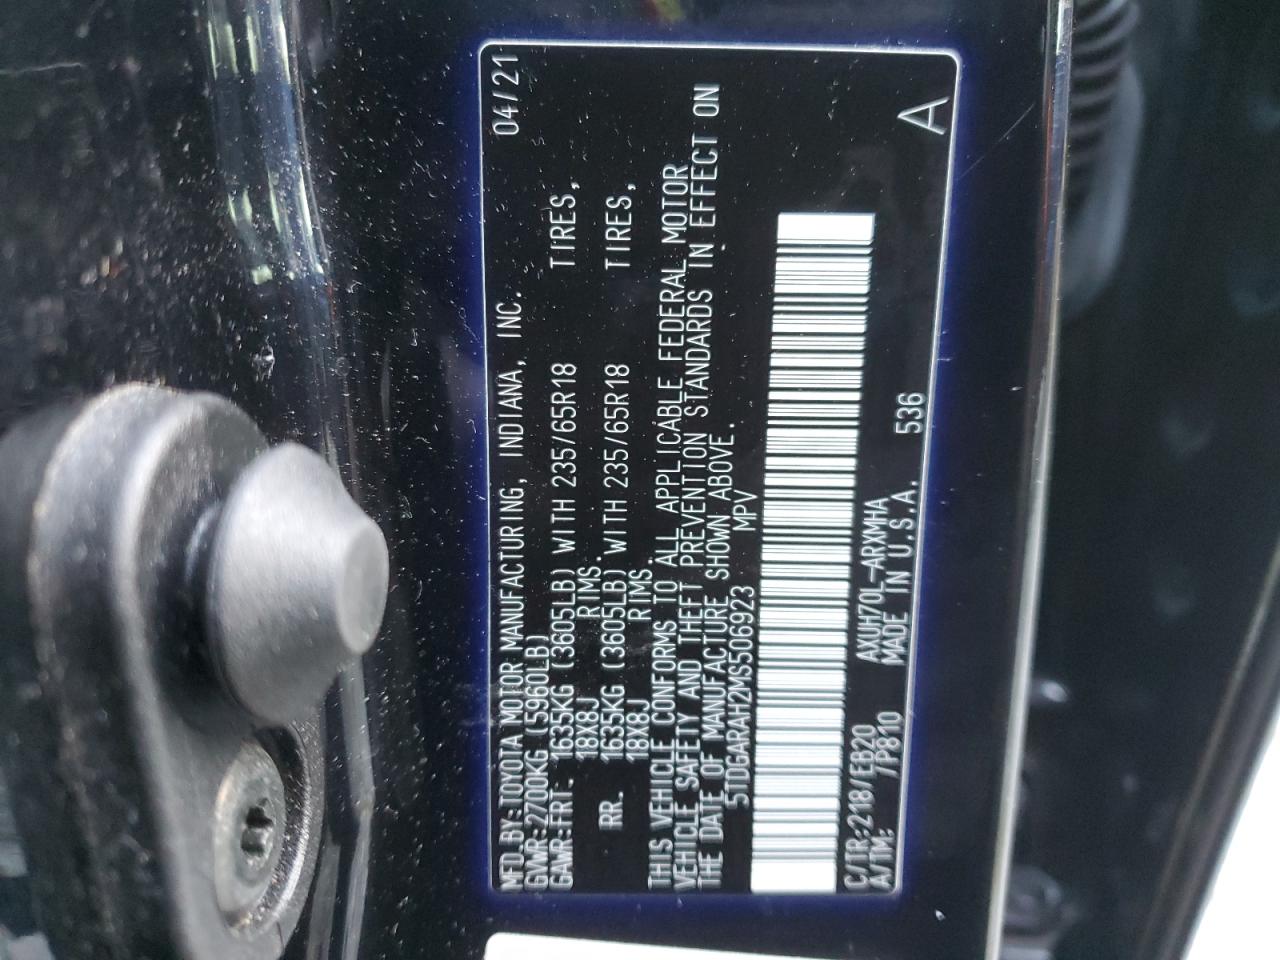 MFD.BY:TOYOTA MOTOR MANUFACTURING, INDIANA, INC. 04/21
GVWR:2700KG (5960LB)
GAWR:FRT. 1635KG (3605LB) WITH 235/65R18 TIRES,
18X8J RIMS.
RR. 1635KG (3605LB) WITH 235/65R18 TIRES,
18X8J RIMS.
THIS VEHICLE CONFORMS TO ALL APPLICABLE FEDERAL MOTOR
VEHICLE SAFETY AND THEFT PREVENTION STANDARDS IN EFFECT ON
THE DATE OF MANUFACTURE SHOWN ABOVE.
5TDGARAH2MS506923 MPV
C/TR:218/EB20 AXUH70L-ARXMHA 536 A
A/TM: /P810 MADE IN U.S.A.